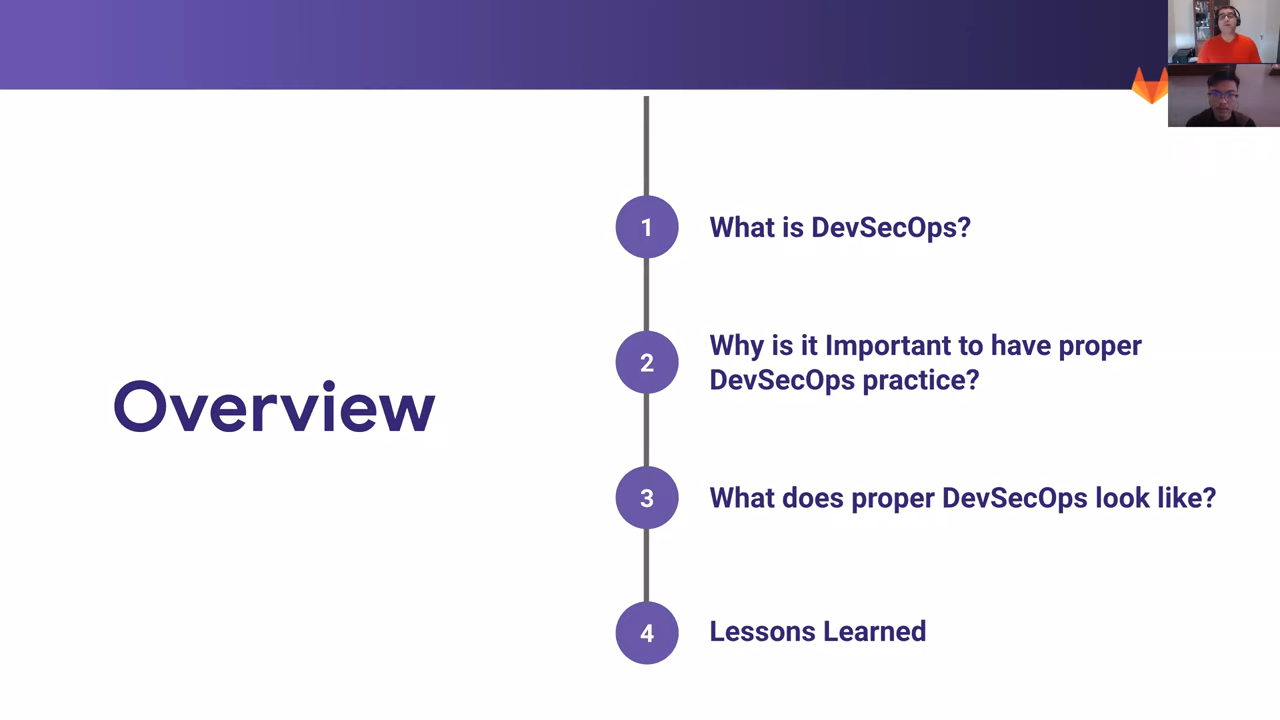 Overview
1
What is DevSecOps?
2
Why is it Important to have proper
DevSecOps practice?
3
What does proper DevSecOps look like?
4
Lessons Learned